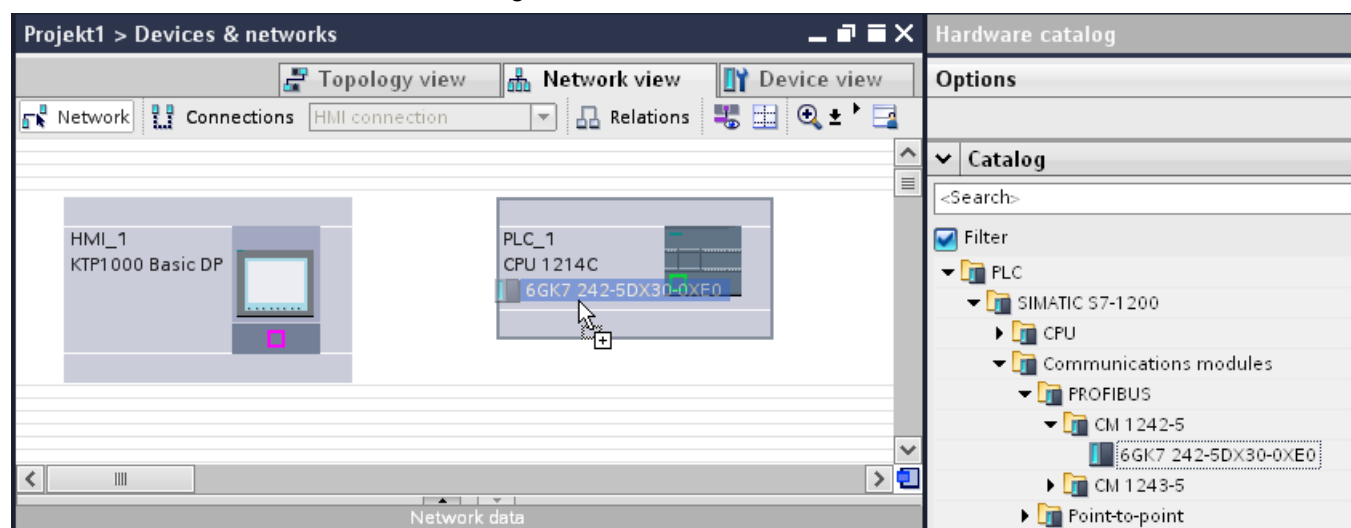 Projekt1 > Devices & networks
Topology view Network view Device view
Network Connections HMI connection Relations
HMI_1
KTP1000 Basic DP
PLC_1
CPU 1214C
6GK7 242-5DX30-0XE0
Network data
Hardware catalog
Options
Catalog
<Search>
Filter
PLC
SIMATIC S7-1200
CPU
Communications modules
PROFIBUS
CM 1242-5
6GK7 242-5DX30-0XE0
CM 1243-5
Point-to-point